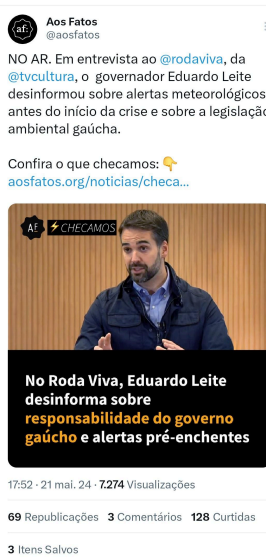 Aos Fatos
@aosfatos
NO AR. Em entrevista ao @rodaviva, da
@tvcultura, o governador Eduardo Leite
desinformou sobre alertas meteorológicos
antes do início da crise e sobre a legislação
ambiental gaúcha.
Confira o que checamos: 👇
aosfatos.org/noticias/checa...
AF ⚡CHECAMOS
No Roda Viva, Eduardo Leite
desinforma sobre
responsabilidade do governo
gaúcho e alertas pré-enchentes
17:52 · 21 mai. 24 · 7.274 Visualizações
69 Republicações 3 Comentários 128 Curtidas
3 Itens Salvos